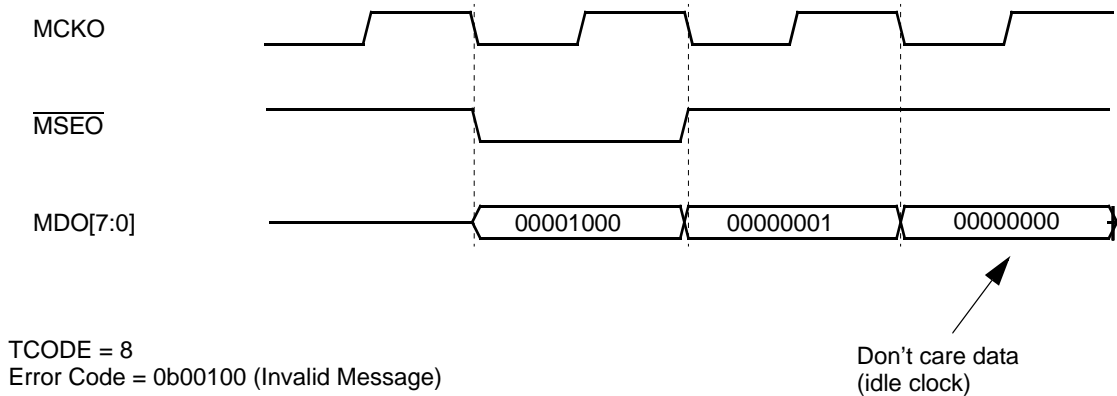 MCKO
M̅S̅E̅O̅
MDO[7:0]
00001000
00000001
00000000
TCODE = 8
Error Code = 0b00100 (Invalid Message)
Don’t care data
(idle clock)